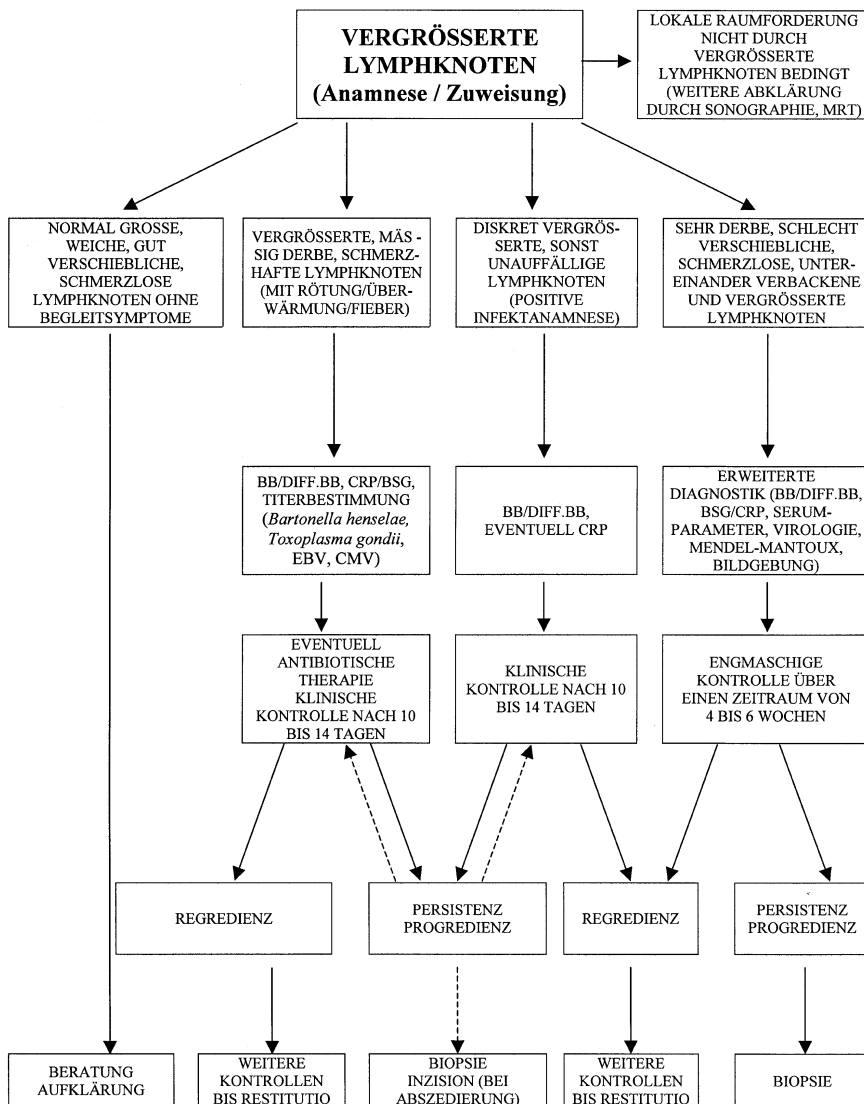 VERGRÖSSERTE
LYMPHKNOTEN
(Anamnese / Zuweisung)
LOKALE RAUMFORDERUNG
NICHT DURCH
VERGRÖSSERTE
LYMPHKNOTEN BEDINGT
(WEITERE ABKLÄRUNG
DURCH SONOGRAPHIE, MRT)
NORMAL GROSSE,
WEICHE, GUT
VERSCHIEBLICHE,
SCHMERZLOSE
LYMPHKNOTEN OHNE
BEGLEITSYMPTOME
VERGRÖSSERTE, MÄS -
SIG DERBE, SCHMERZ-
HAFTE LYMPHKNOTEN
(MIT RÖTUNG/ÜBER-
WÄRMUNG/FIEBER)
DISKRET VERGRÖS-
SERTE, SONST
UNAUFFÄLLIGE
LYMPHKNOTEN
(POSITIVE
INFEKTANAMNESE)
SEHR DERBE, SCHLECHT
VERSCHIEBLICHE,
SCHMERZLOSE, UNTER-
EINANDER VERBACKENE
UND VERGRÖSSERTE
LYMPHKNOTEN
BB/DIFF.BB, CRP/BSG,
TITERBESTIMMUNG
(Bartonella henselae,
Toxoplasma gondii,
EBV, CMV)
BB/DIFF.BB,
EVENTUELL CRP
ERWEITERTE
DIAGNOSTIK (BB/DIFF.BB,
BSG/CRP, SERUM-
PARAMETER, VIROLOGIE,
MENDEL-MANTOUX,
BILDGEBUNG)
EVENTUELL
ANTIBIOTISCHE
THERAPIE
KLINISCHE
KONTROLLE NACH 10
BIS 14 TAGEN
KLINISCHE
KONTROLLE NACH 10
BIS 14 TAGEN
ENGMASCHIGE
KONTROLLE ÜBER
EINEN ZEITRAUM VON
4 BIS 6 WOCHEN
REGREDIENZ
PERSISTENZ
PROGREDIENZ
REGREDIENZ
PERSISTENZ
PROGREDIENZ
BERATUNG
AUFKLÄRUNG
WEITERE
KONTROLLEN
BIS RESTITUTIO
BIOPSIE
INZISION (BEI
ABSZEDIERUNG)
WEITERE
KONTROLLEN
BIS RESTITUTIO
BIOPSIE